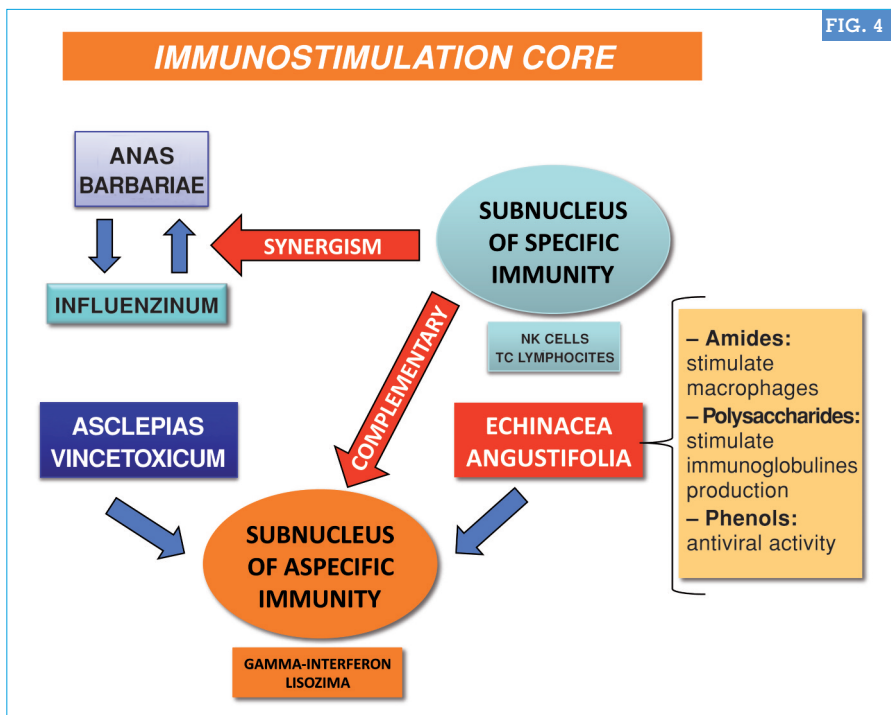 FIG. 4
IMMUNOSTIMULATION CORE
ANAS
BARBARIAE
SYNERGISM
INFLUENZINUM
SUBNUCLEUS
OF SPECIFIC
IMMUNITY
NK CELLS
TC LYMPHOCITES
COMPLEMENTARY
ASCLEPIAS
VINCETOXICUM
ECHINACEA
ANGUSTIFOLIA
– Amides:
stimulate
macrophages
– Polysaccharides:
stimulate
immunoglobulines
production
– Phenols:
antiviral activity
SUBNUCLEUS
OF ASPECIFIC
IMMUNITY
GAMMA-INTERFERON
LISOZIMA